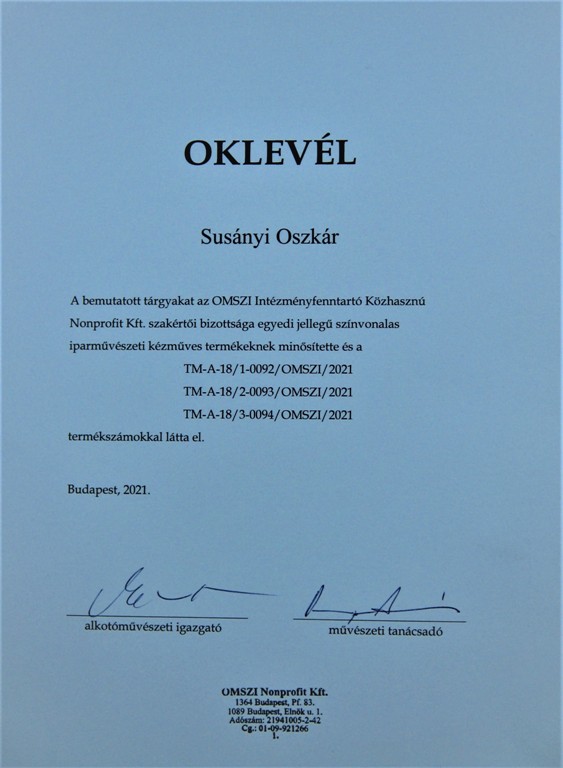 OKLEVÉL
Susányi Oszkár
A bemutatott tárgyakat az OMSZI Intézményfenntartó Közhasznú
Nonprofit Kft. szakértői bizottsága egyedi jellegű színvonalas
iparművészeti kézműves termékeknek minősítette és a
TM-A-18/1-0092/OMSZI/2021
TM-A-18/2-0093/OMSZI/2021
TM-A-18/3-0094/OMSZI/2021
termékszámokkal látta el.
Budapest, 2021.
alkotóművészeti igazgató
művészeti tanácsadó
OMSZI Nonprofit Kft.
1364 Budapest, Pf. 83.
1089 Budapest, Elnök u. 1.
Adószám: 21941005-2-42
Cg.: 01-09-921266
1.